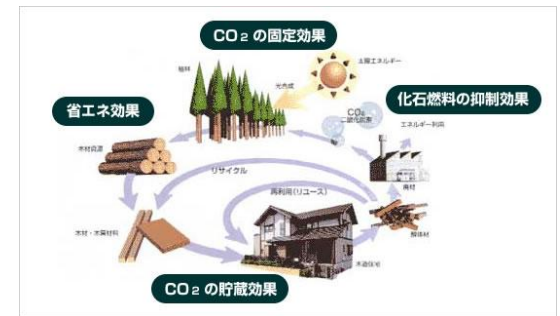 CO₂の固定効果
植林
太陽エネルギー
光合成
省エネ効果
化石燃料の抑制効果
CO₂
二酸化炭素
エネルギー利用
木材資源
リサイクル
再利用(リユース)
廃材
木材・木質材料
解体材
木造住宅
CO₂の貯蔵効果